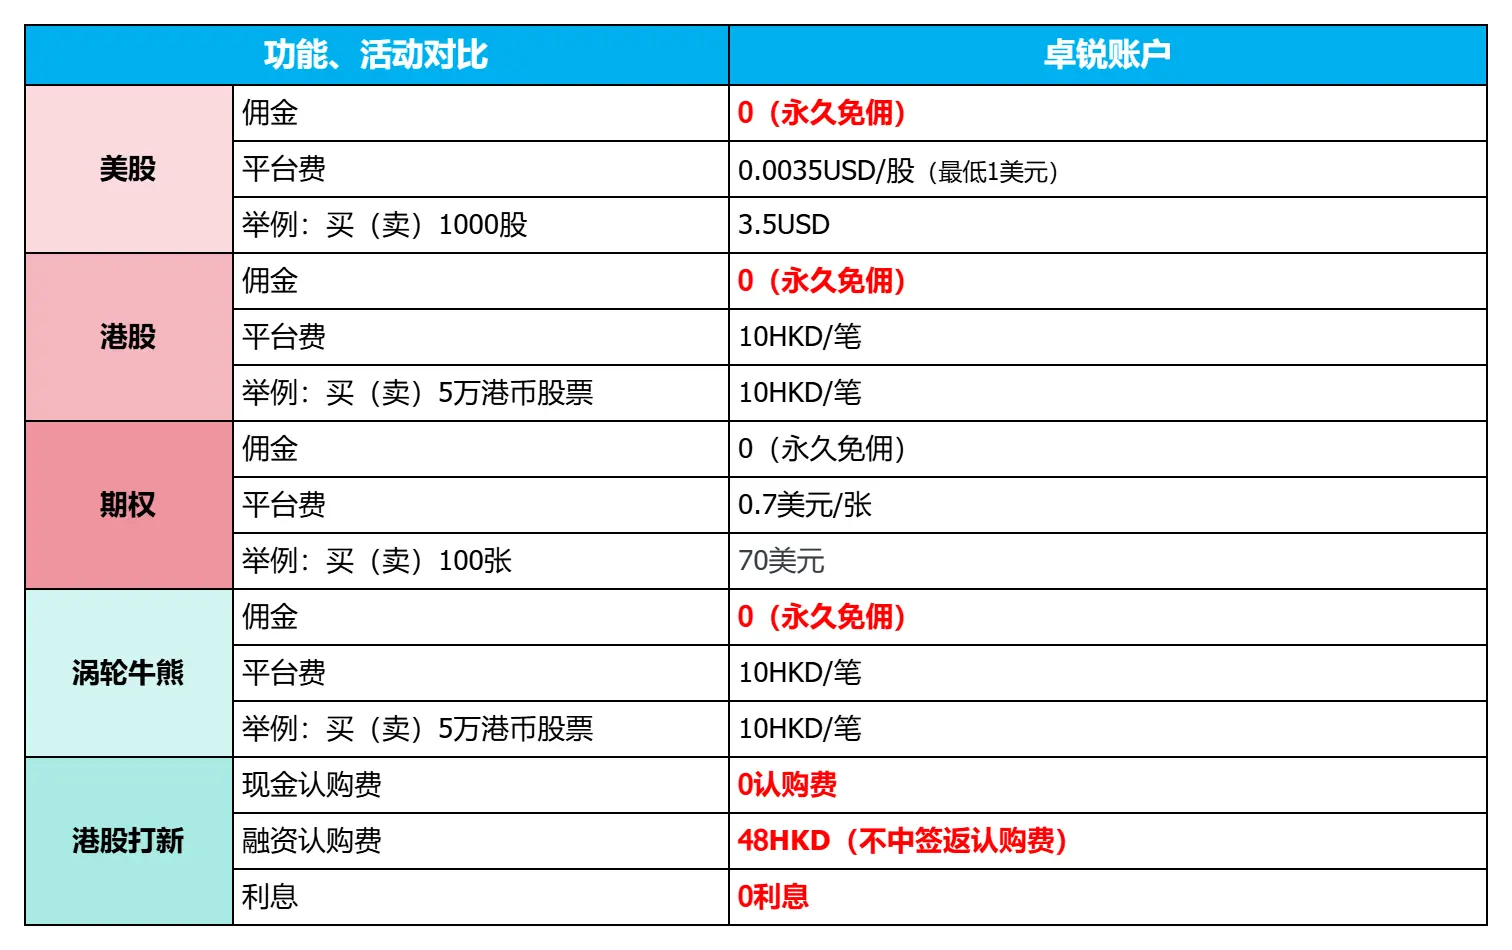 功能、活动对比
卓锐账户
美股
佣金
0（永久免佣）
平台费
0.0035USD/股（最低1美元）
举例：买（卖）1000股
3.5USD
港股
佣金
0（永久免佣）
平台费
10HKD/笔
举例：买（卖）5万港币股票
10HKD/笔
期权
佣金
0（永久免佣）
平台费
0.7美元/张
举例：买（卖）100张
70美元
涡轮牛熊
佣金
0（永久免佣）
平台费
10HKD/笔
举例：买（卖）5万港币股票
10HKD/笔
港股打新
现金认购费
0认购费
融资认购费
48HKD（不中签返认购费）
利息
0利息